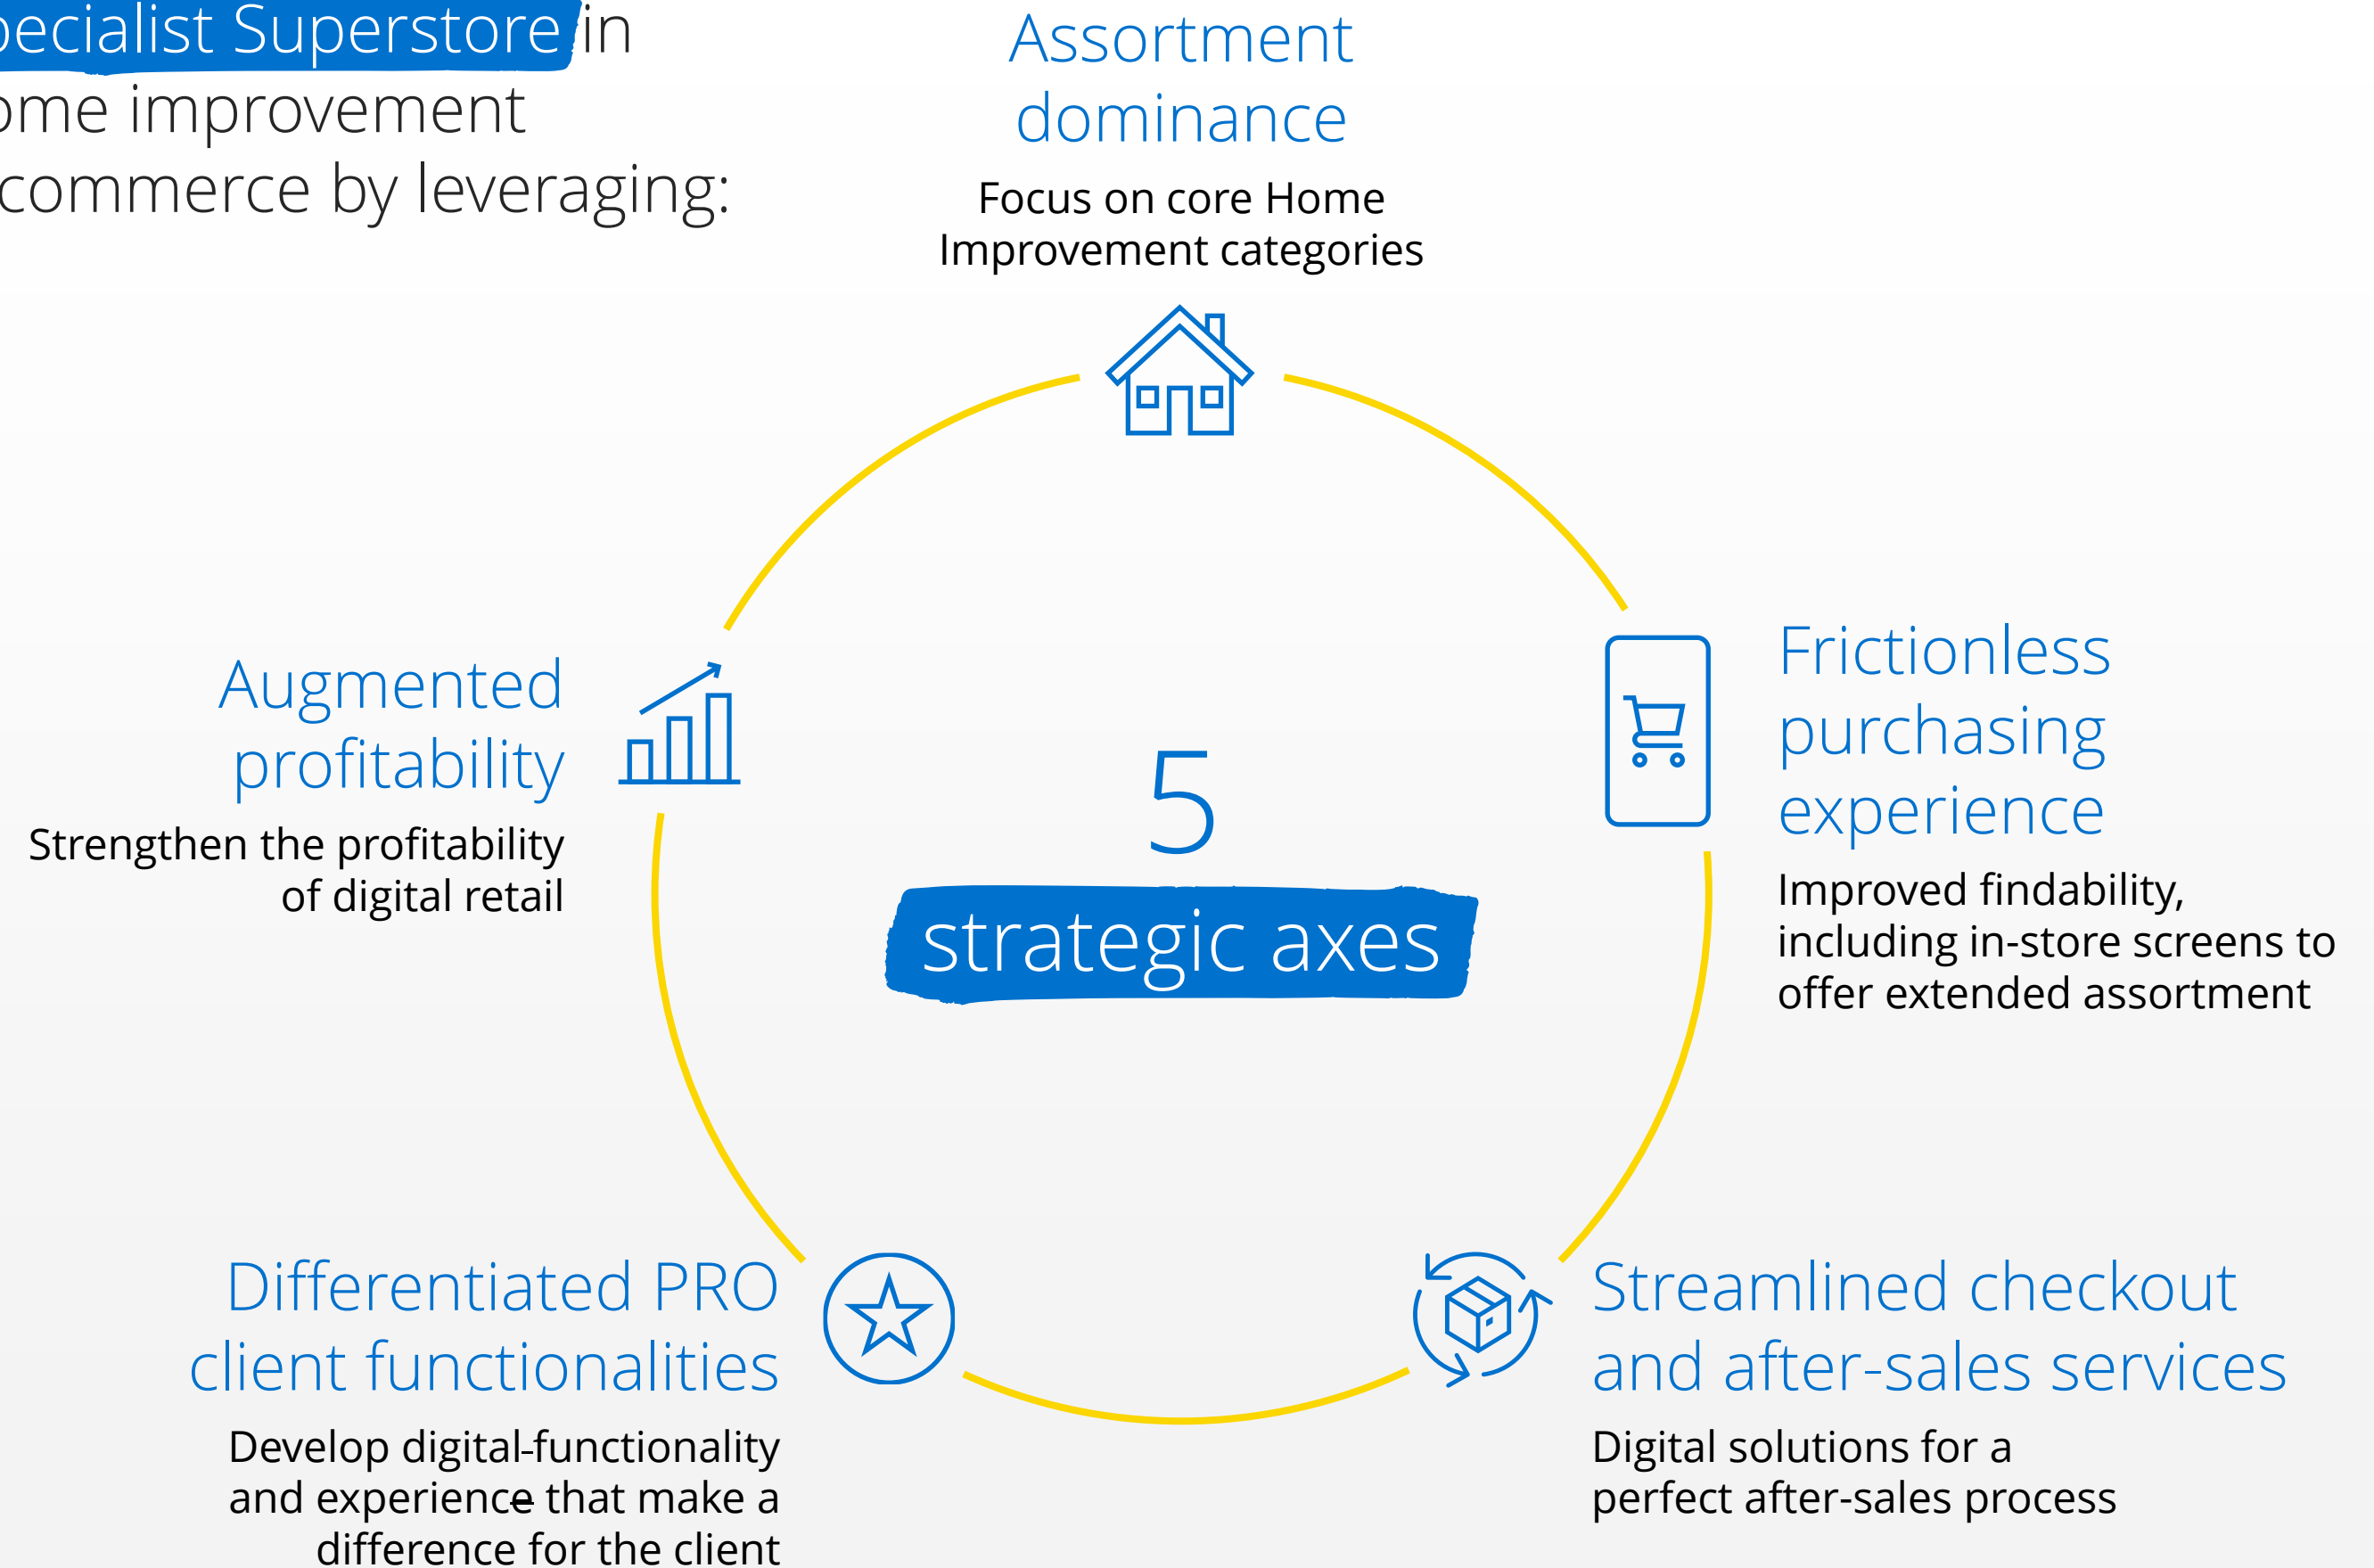 pecialist Superstore in
ome improvement
commerce by leveraging:
Assortment
dominance
Focus on core Home
Improvement categories
Frictionless
purchasing
experience
Improved findability,
including in-store screens to
offer extended assortment
Augmented
profitability
Strengthen the profitability
of digital retail
5
strategic axes
Differentiated PRO
client functionalities
Develop digital-functionality
and experience that make a
difference for the client
Streamlined checkout
and after-sales services
Digital solutions for a
perfect after-sales process